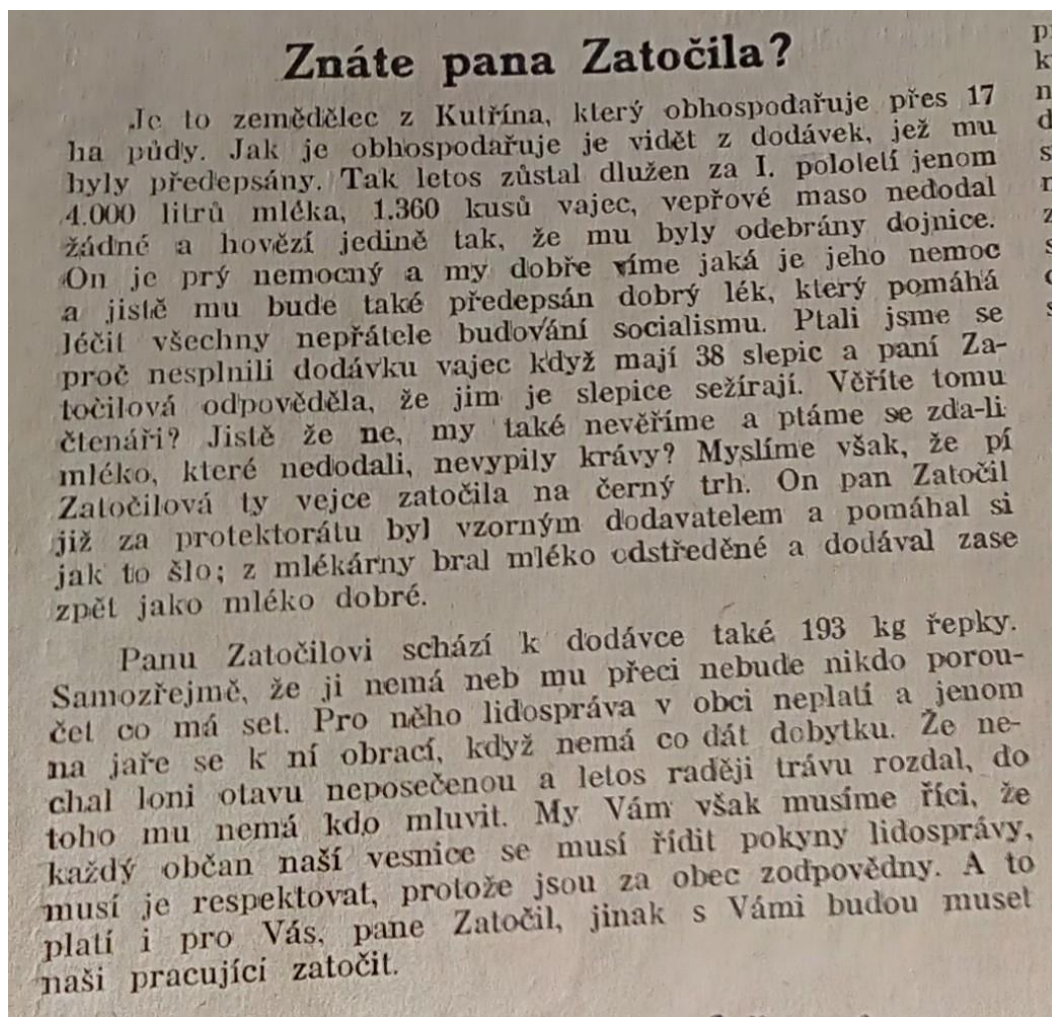 Znáte pana Zatočila?
Je to zemědělec z Kutřína, který obhospodařuje přes 17
ha půdy. Jak je obhospodařuje je vidět z dodávek, jež mu
byly předepsány. Tak letos zůstal dlužen za I. pololetí jenom
4.000 litrů mléka, 1.360 kusů vajec, vepřové maso nedodal
žádné a hovězí jedině tak, že mu byly odebrány dojnice.
On je prý nemocný a my dobře víme jaká je jeho nemoc
a jistě mu bude také předepsán dobrý lék, který pomáhá
léčit všechny nepřátele budování socialismu. Ptali jsme se
proč nesplnili dodávku vajec když mají 38 slepic a paní Za-
točilová odpověděla, že jim je slepice sežírají. Věříte tomu
čtenáři? Jistě že ne, my také nevěříme a ptáme se zda-li
mléko, které nedodali, nevypily krávy? Myslíme však, že pí
Zatočilová ty vejce zatočila na černý trh. On pan Zatočil
již za protektorátu byl vzorným dodavatelem a pomáhal si
jak to šlo; z mlékárny bral mléko odstředěné a dodával zase
zpět jako mléko dobré.
Panu Zatočilovi schází k dodávce také 193 kg řepky.
Samozřejmě, že ji nemá neb mu přeci nebude nikdo porou-
čet co má set. Pro něho lidospráva v obci neplatí a jenom
na jaře se k ní obrací, když nemá co dát dobytku. Že ne-
chal loni otavu neposečenou a letos raději trávu rozdal, do
toho mu nemá kdo mluvit. My Vám však musíme říci, že
každý občan naší vesnice se musí řídit pokyny lidosprávy,
musí je respektovat, protože jsou za obec zodpovědny. A to
platí i pro Vás, pane Zatočil, jinak s Vámi budou muset
naši pracující zatočit.